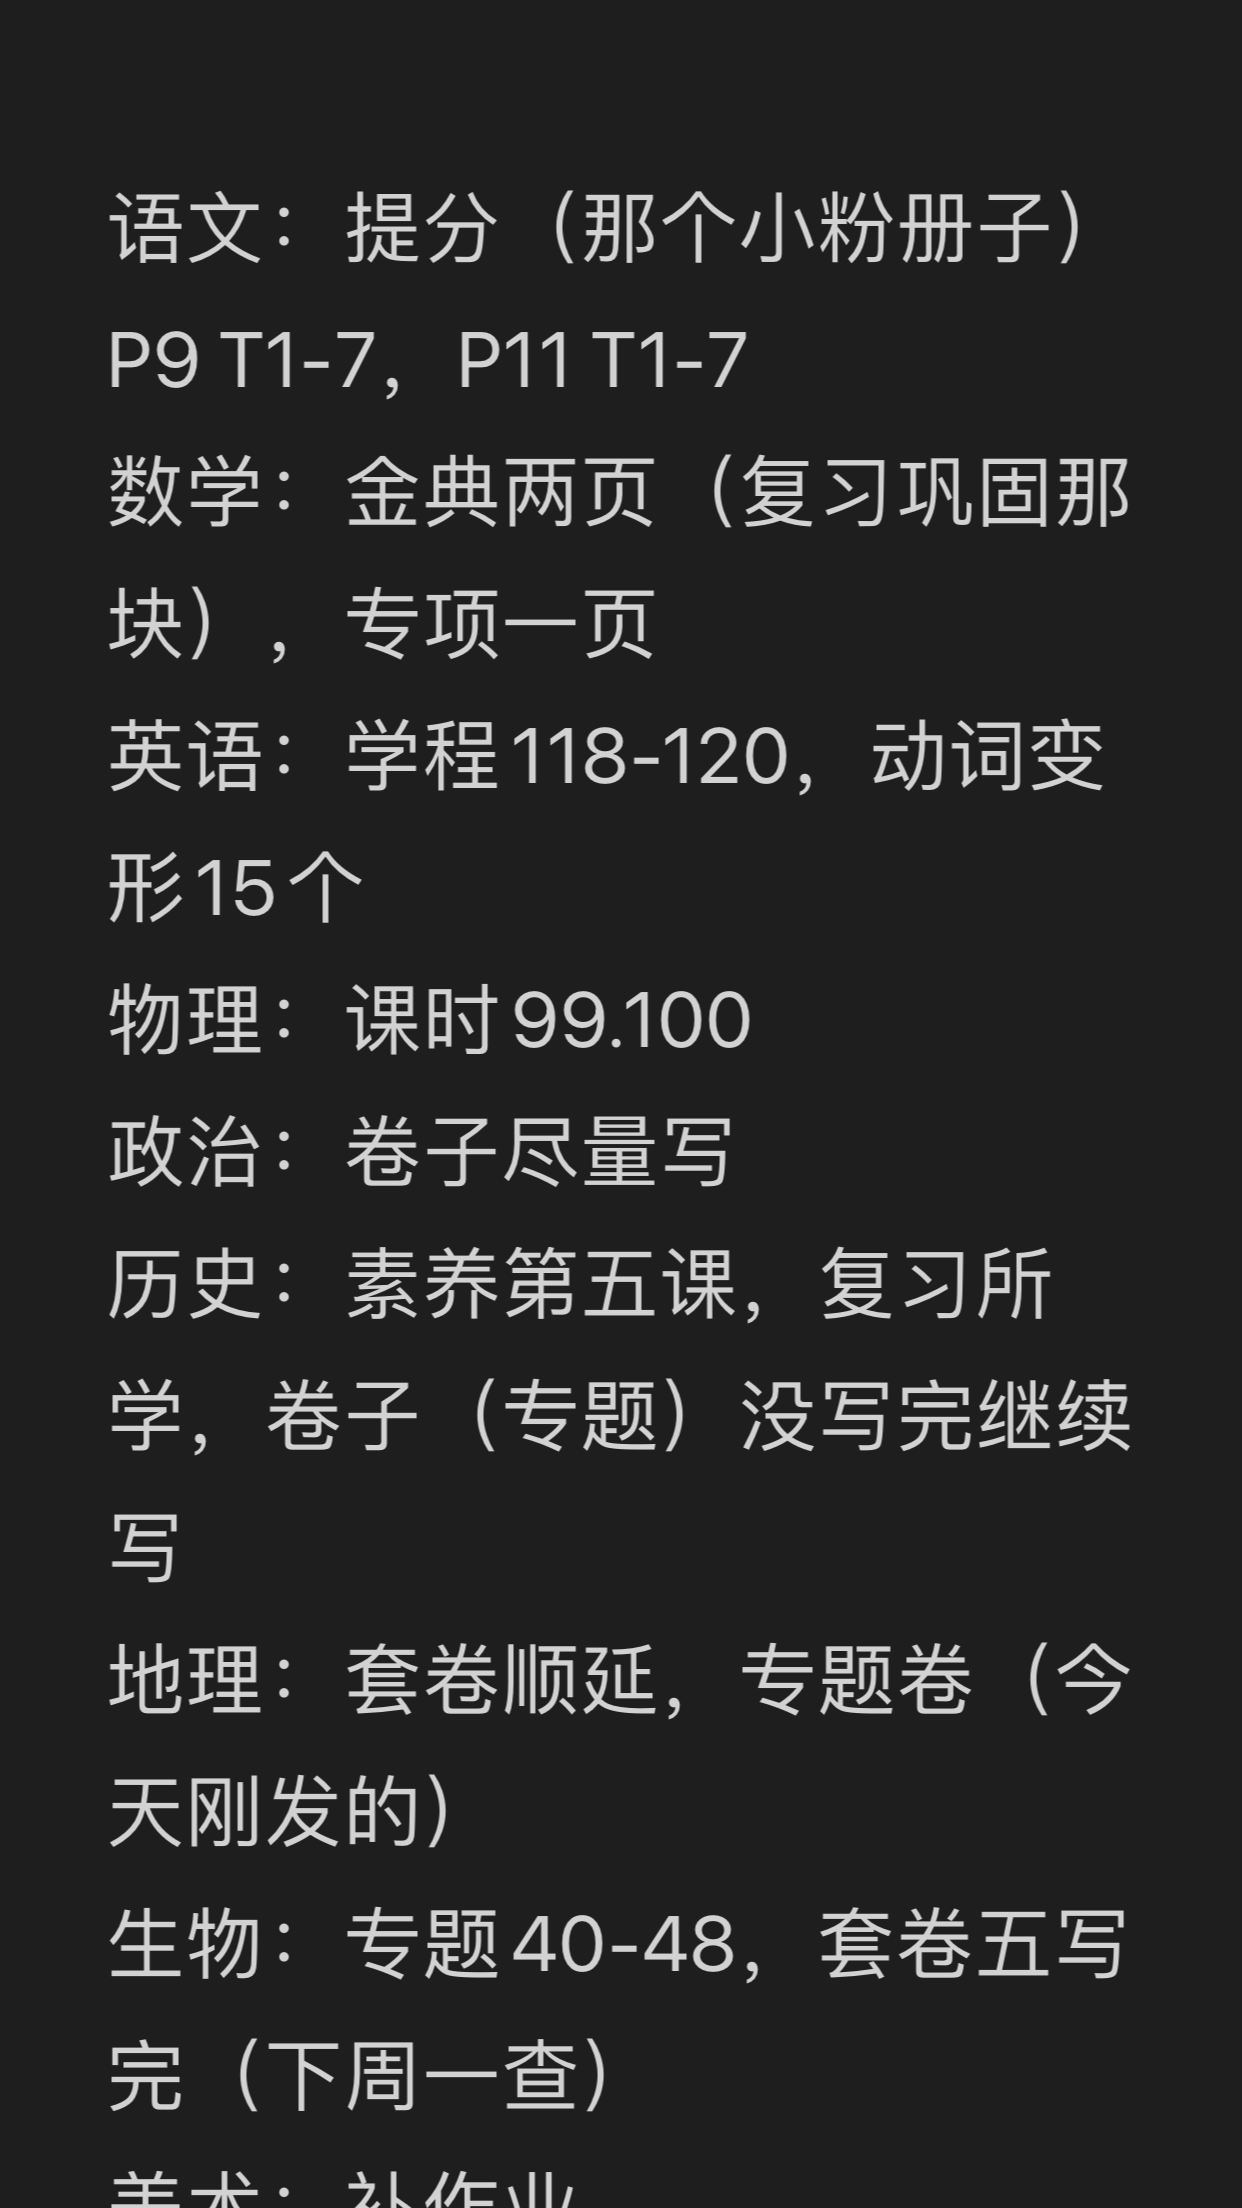 语文：提分（那个小粉册子）
P9 T1-7，P11 T1-7
数学：金典两页（复习巩固那
块），专项一页
英语：学程118-120，动词变
形15个
物理：课时99.100
政治：卷子尽量写
历史：素养第五课，复习所
学，卷子（专题）没写完继续
写
地理：套卷顺延，专题卷（今
天刚发的）
生物：专题40-48，套卷五写
完（下周一查）
美术：补作业